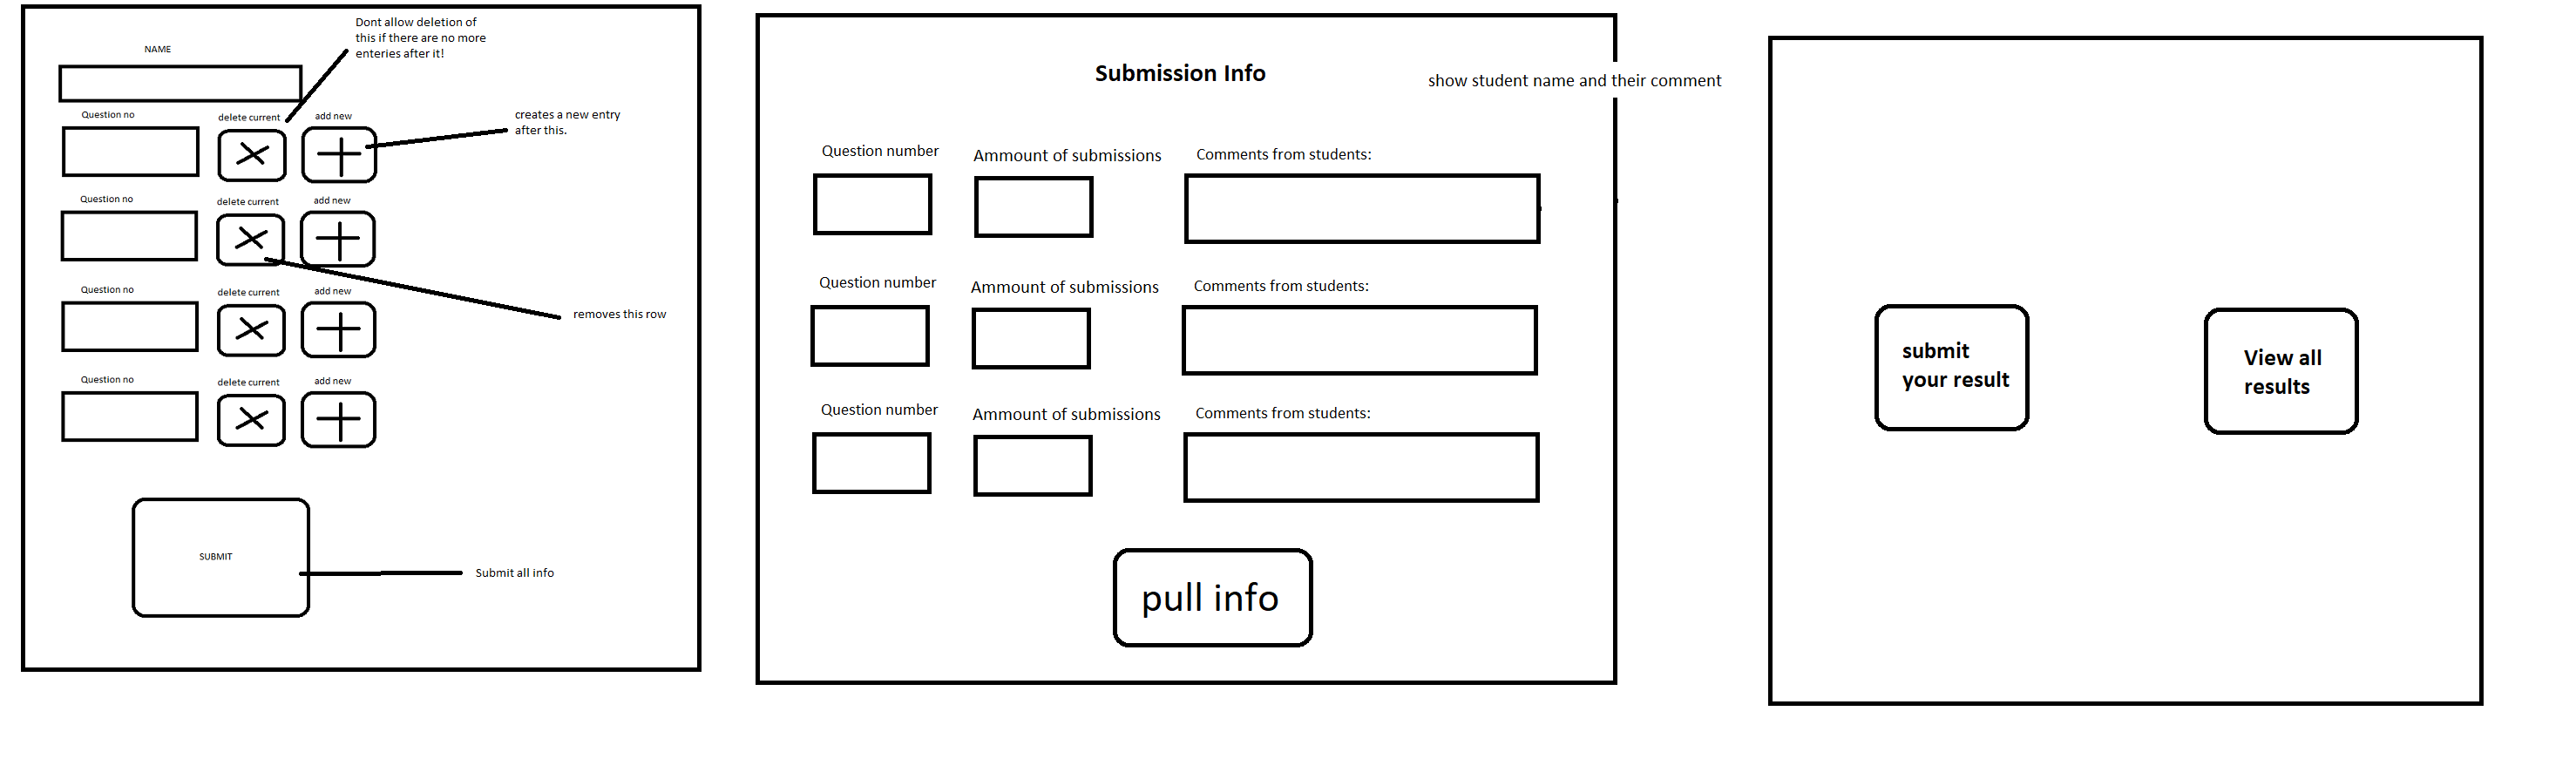 Dont allow deletion of
this if there are no more
enteries after it!
NAME
Question no
delete current
add new
creates a new entry
after this.
Question no
delete current
add new
Question no
delete current
add new
removes this row
Question no
delete current
add new
SUBMIT
Submit all info
Submission Info
show student name and their comment
Question number
Ammount of submissions
Comments from students:
Question number
Ammount of submissions
Comments from students:
Question number
Ammount of submissions
Comments from students:
pull info
submit
your result
View all
results